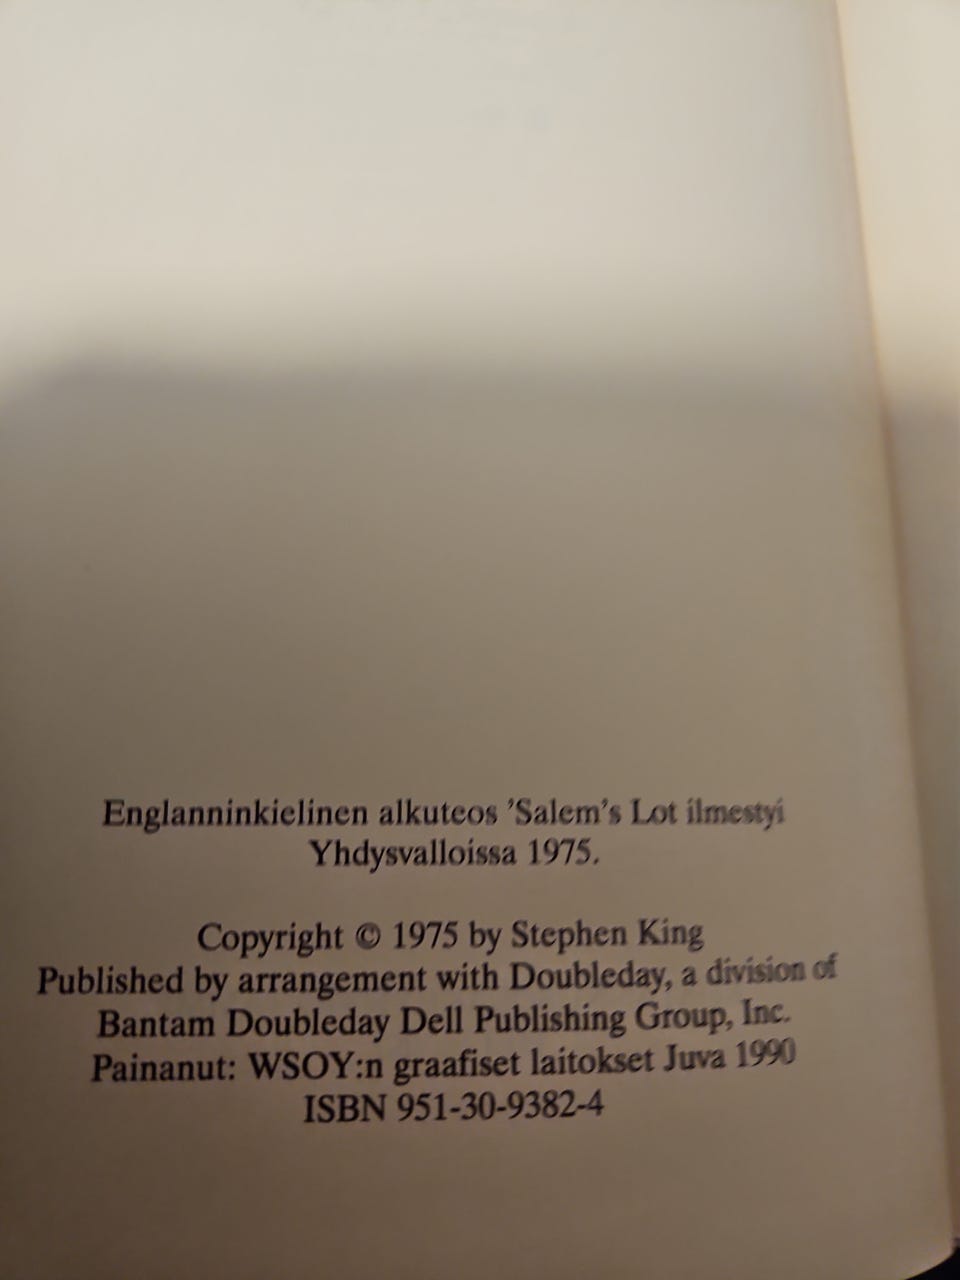 Englanninkielinen alkuteos 'Salem's Lot ilmestyi
Yhdysvalloissa 1975.
Copyright © 1975 by Stephen King
Published by arrangement with Doubleday, a division of
Bantam Doubleday Dell Publishing Group, Inc.
Painanut: WSOY:n graafiset laitokset Juva 1990
ISBN 951-30-9382-4